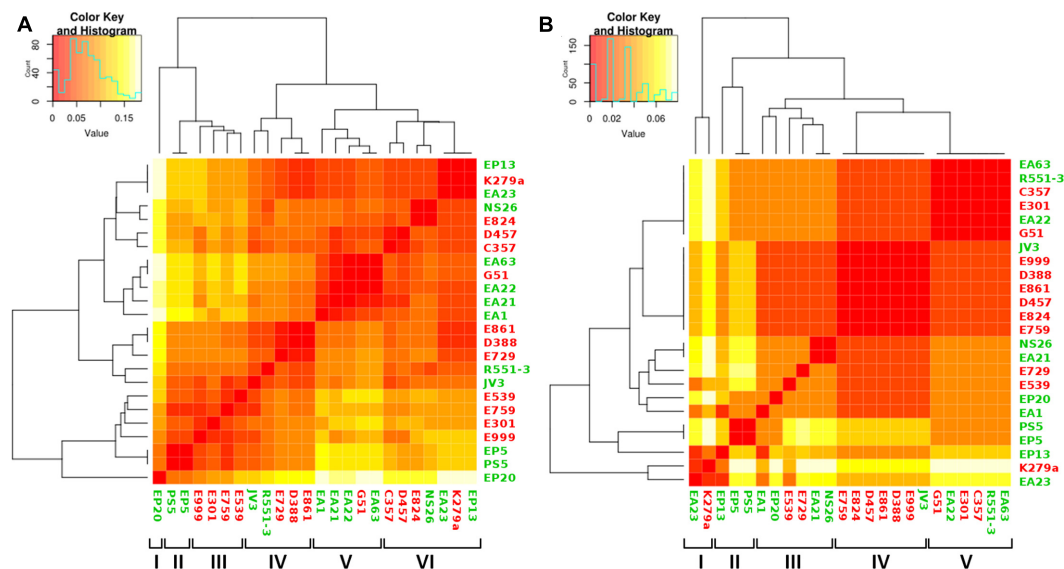 A
Color Key
and Histogram
Count
0 40 80
0 0.05 0.15
Value
EP13
K279a
EA23
NS26
E824
D457
C357
EA63
G51
EA22
EA21
EA1
E861
D388
E729
R551-3
JV3
E539
E759
E301
E999
EP5
PS5
EP20
EP20 PS5 EP5 E999 E301 E759 E539 JV3 R551-3 E729 D388 E861 EA1 EA21 EA22 G51 EA63 C357 D457 E824 NS26 EA23 K279a EP13
I II III IV V VI
B
Color Key
and Histogram
Count
0 50 150
0 0.02 0.06
Value
EA63
R551-3
C357
E301
EA22
G51
JV3
E999
D388
E861
D457
E824
E759
NS26
EA21
E729
E539
EP20
EA1
PS5
EP5
EP13
K279a
EA23
EA23 K279a EP13 EP5 PS5 EA1 EP20 E539 E729 EA21 NS26 E759 E824 D457 E861 D388 E999 JV3 G51 EA22 E301 C357 R551-3 EA63
I II III IV V